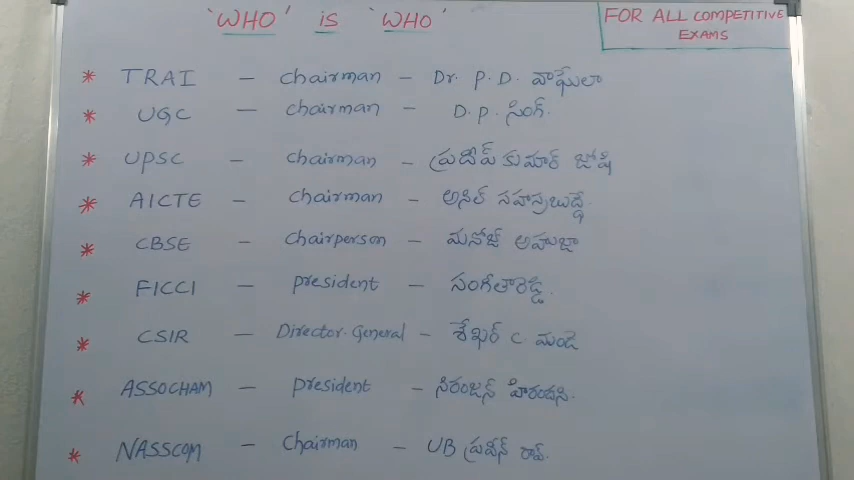 'WHO' is 'WHO'
FOR ALL COMPETITIVE
EXAMS
* TRAI - chairman - Dr. P.D. వాఘేలా
* UGC - chairman - D.P. సింగ్.
* UPSC - chairman - ప్రదీప్ కుమార్ జోషి
* AICTE - chairman - అనిల్ సహస్రబుద్ధే.
* CBSE - chairperson - మనోజ్ అహుజా
* FICCI - president - సంగీతారెడ్డి.
* CSIR - Director.General - శేఖర్ C మండె
* ASSOCHAM - president - నిరంజన్ హిరందని.
* NASSCOM - chairman - UB ప్రవీన్ రావ్.